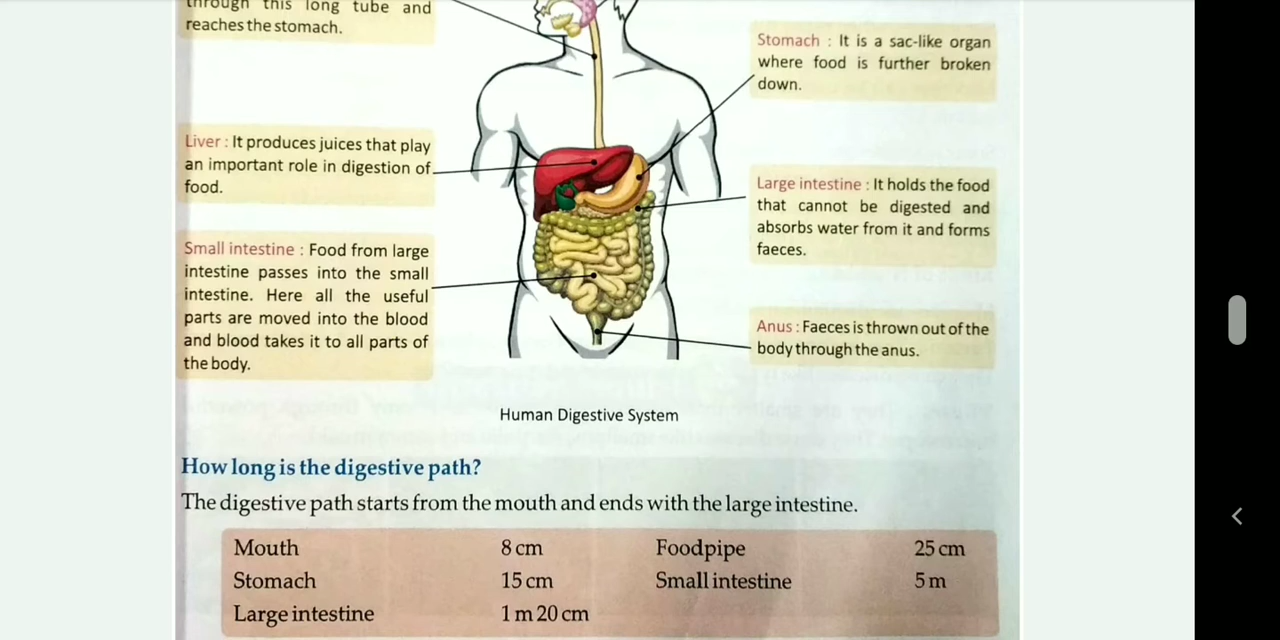 through this long tube and
reaches the stomach.
Liver : It produces juices that play
an important role in digestion of
food.
Small intestine : Food from large
intestine passes into the small
intestine. Here all the useful
parts are moved into the blood
and blood takes it to all parts of
the body.
Stomach : It is a sac-like organ
where food is further broken
down.
Large intestine : It holds the food
that cannot be digested and
absorbs water from it and forms
faeces.
Anus : Faeces is thrown out of the
body through the anus.
Human Digestive System
How long is the digestive path?
The digestive path starts from the mouth and ends with the large intestine.
Mouth 8 cm Foodpipe 25 cm
Stomach 15 cm Small intestine 5 m
Large intestine 1 m 20 cm